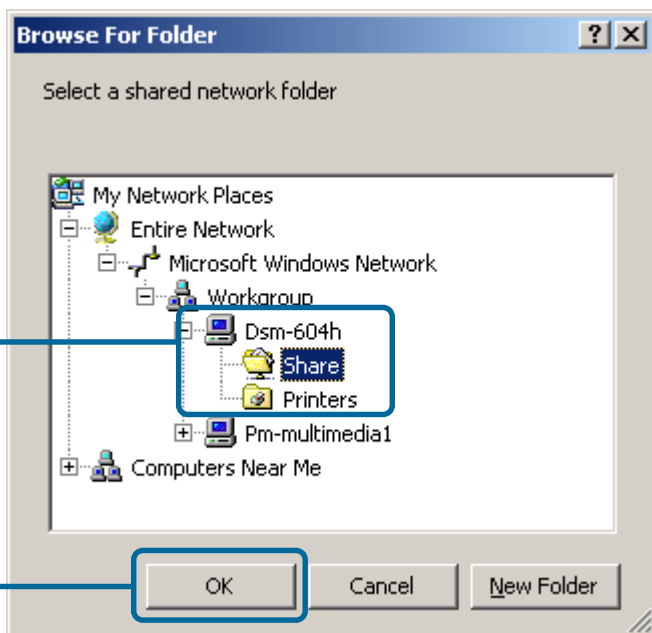 Browse For Folder
Select a shared network folder
My Network Places
Entire Network
Microsoft Windows Network
Workgroup
Dsm-604h
Share
Printers
Pm-multimedia1
Computers Near Me
OK Cancel New Folder